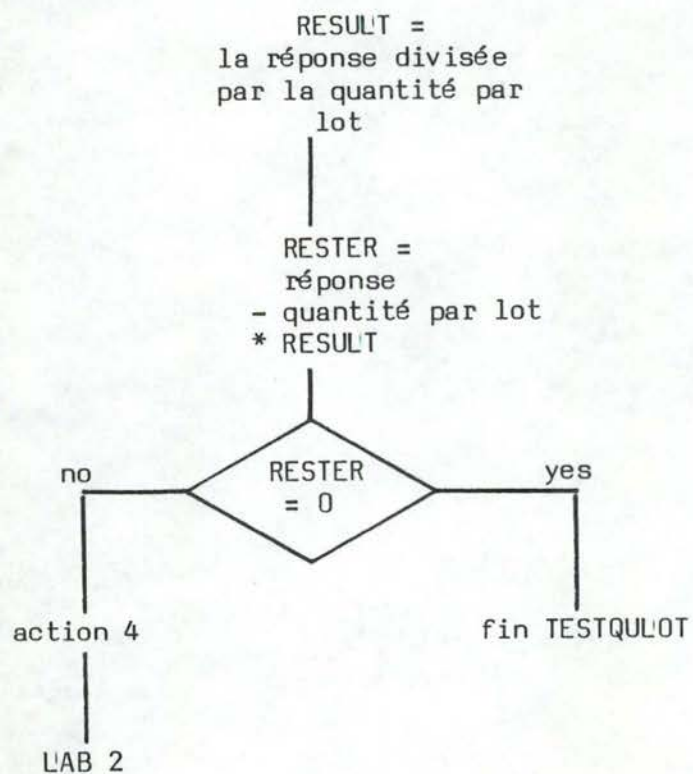 RESULT =
la réponse divisée
par la quantité par
lot
RESTER =
réponse
- quantité par lot
* RESULT
no
RESTER
= 0
yes
action 4
fin TESTQULOT
LAB 2